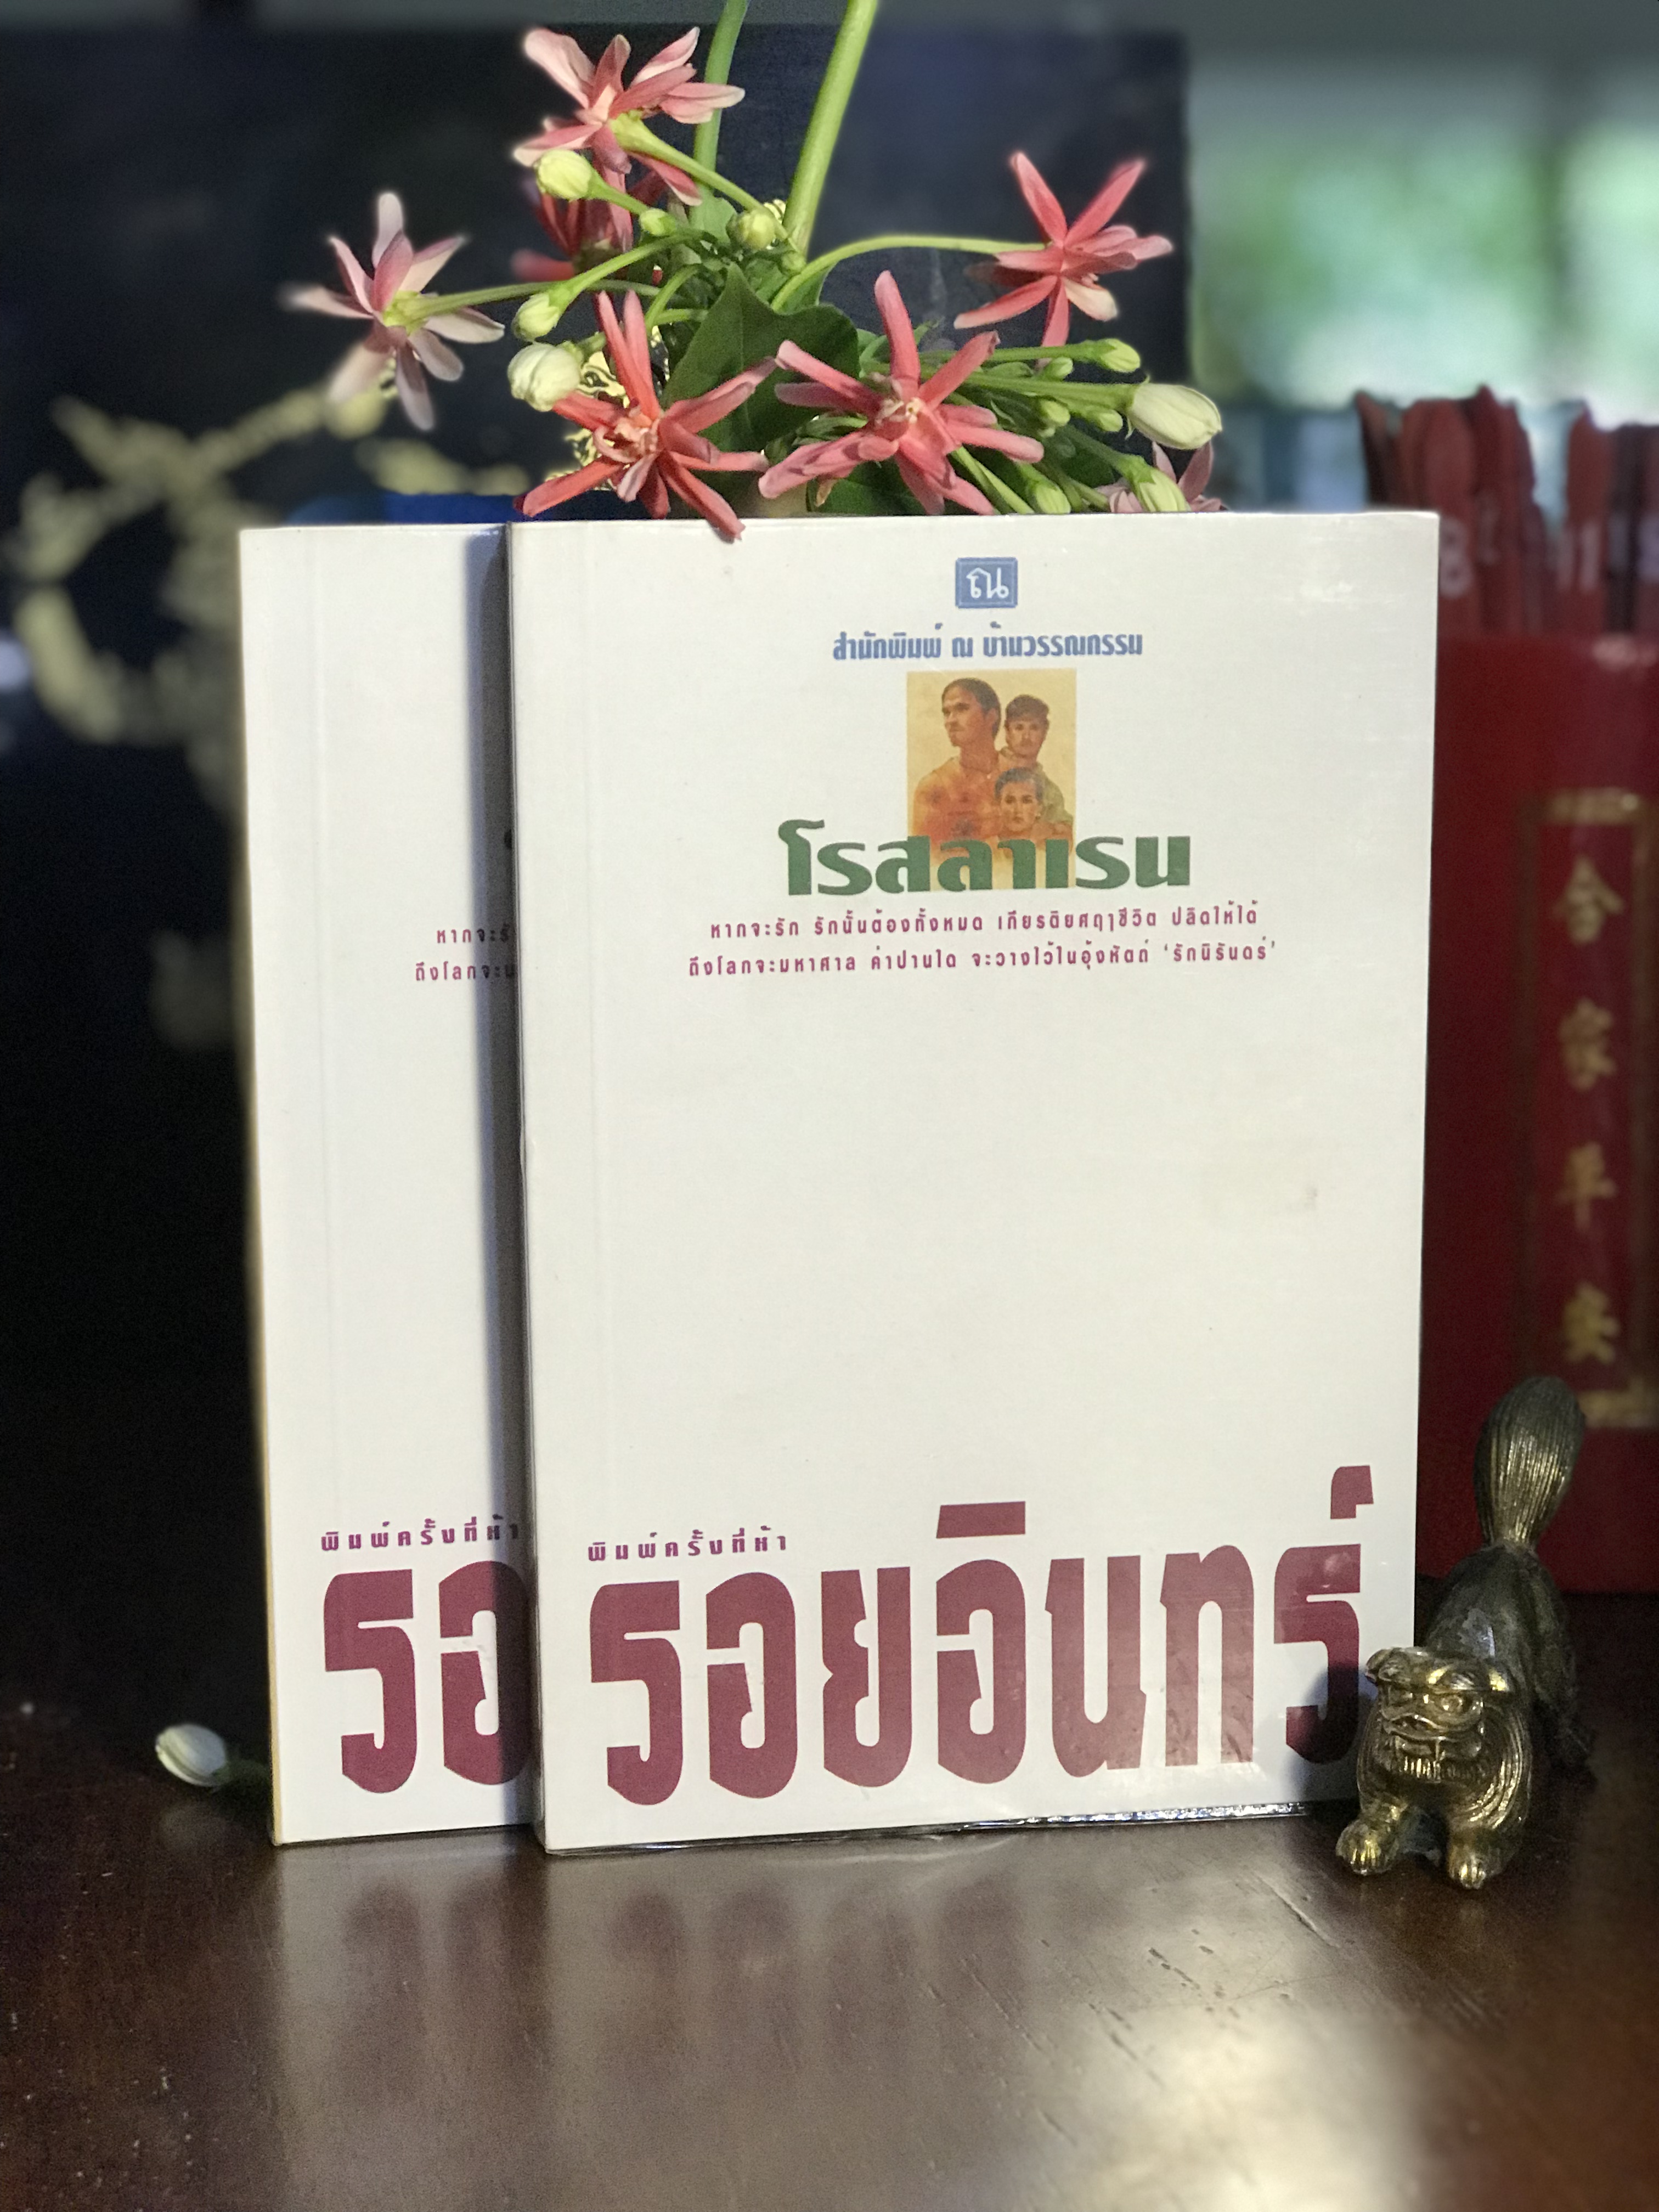 ณ
สำนักพิมพ์ ณ บ้านวรรณกรรม
โรสลาเรน
หากจะรัก รักนั้นต้องทั้งหมด เกียรติยศฤาชีวิต ปลิดให้ได้
ถึงโลกจะมหาศาล ค่าปานใด จะวางไว้ในอุ้งหัตถ์ ‘รักนิรันดร์’
พิมพ์ครั้งที่ห้า
รอยอินทร์
หากจะรั
ถึงโลกจะม
พิมพ์ครั้งที่ห้า
รอ
合
家
平
安